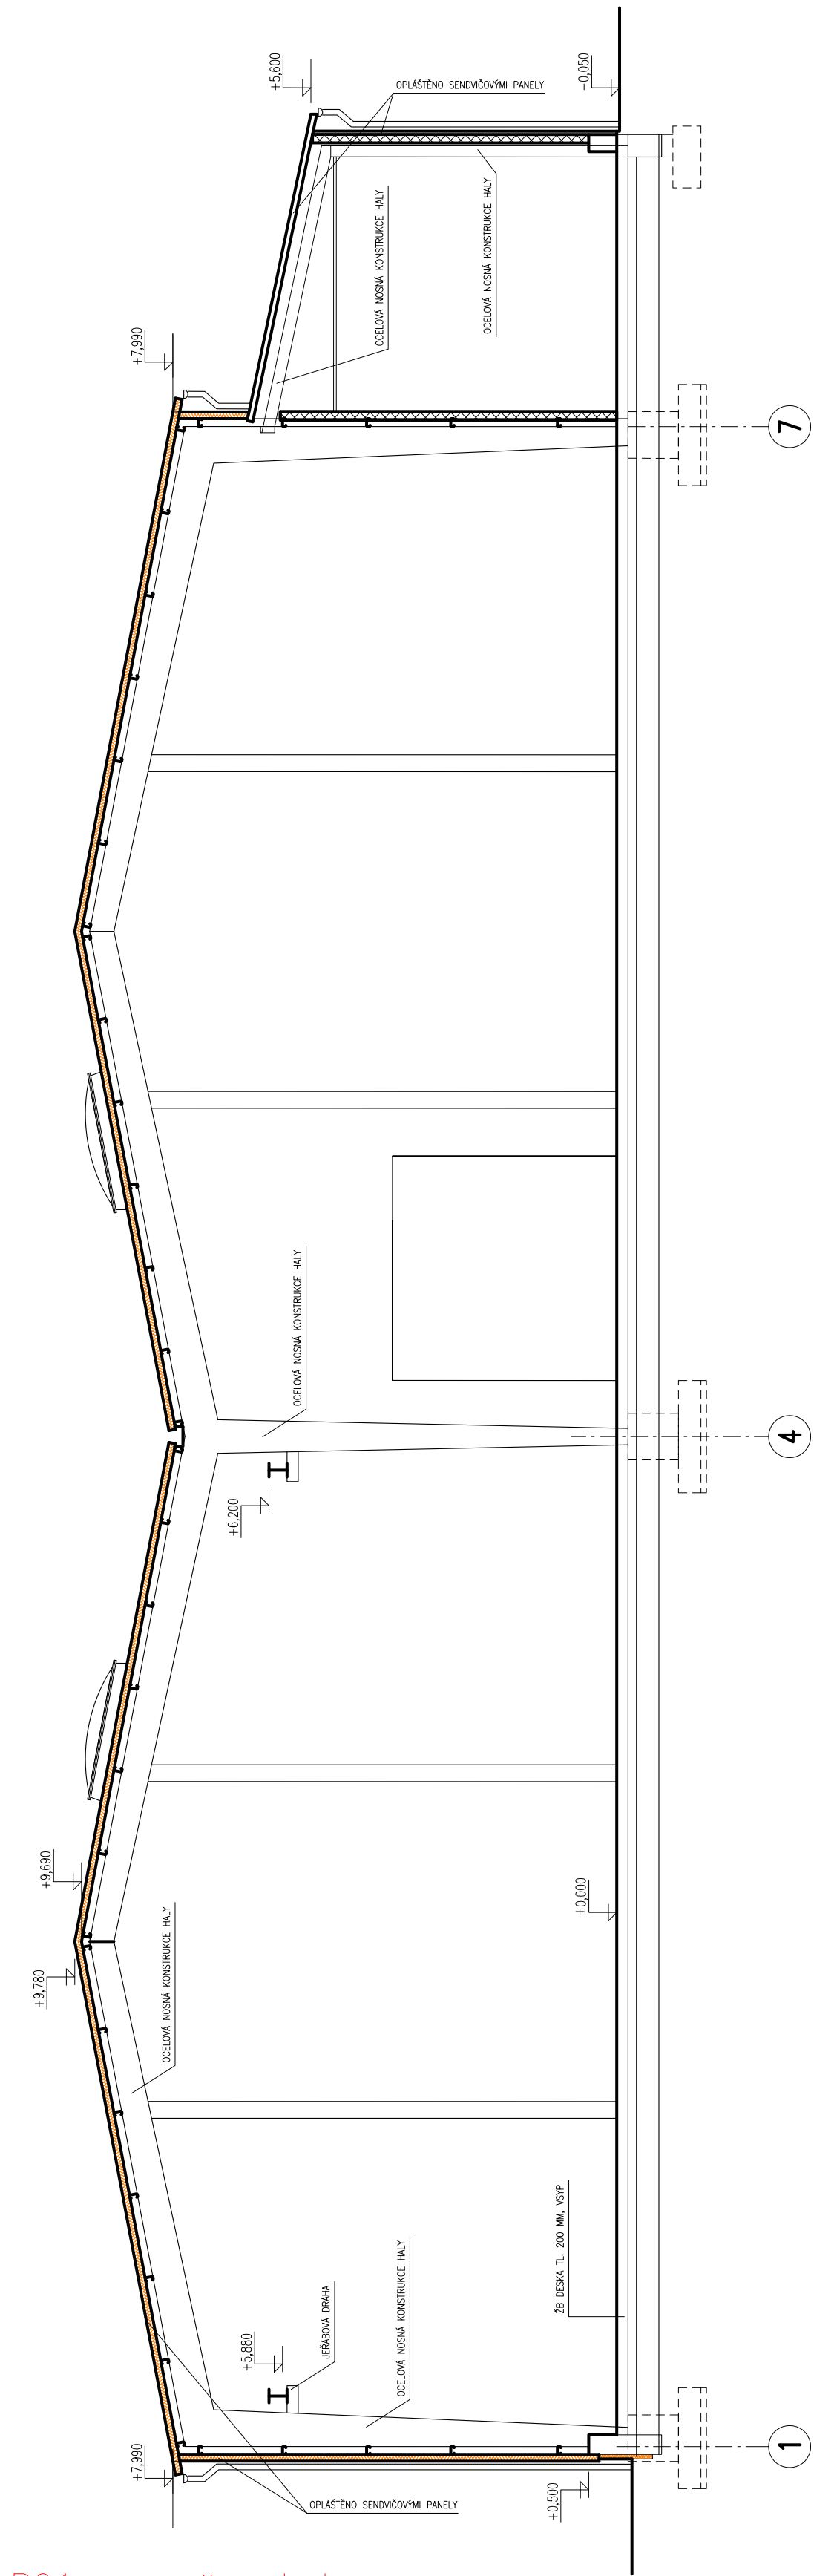 +7,990
+9,780
+9,690
+7,990
+5,600
OPLÁŠTĚNO SENDVIČOVÝMI PANELY
OCELOVÁ NOSNÁ KONSTRUKCE HALY
OCELOVÁ NOSNÁ KONSTRUKCE HALY
OCELOVÁ NOSNÁ KONSTRUKCE HALY
OCELOVÁ NOSNÁ KONSTRUKCE HALY
+6,200
+5,880
JEŘÁBOVÁ DRÁHA
OCELOVÁ NOSNÁ KONSTRUKCE HALY
OPLÁŠTĚNO SENDVIČOVÝMI PANELY
+0,500
ŽB DESKA TL. 200 MM, VSYP
±0,000
-0,050
1
4
7